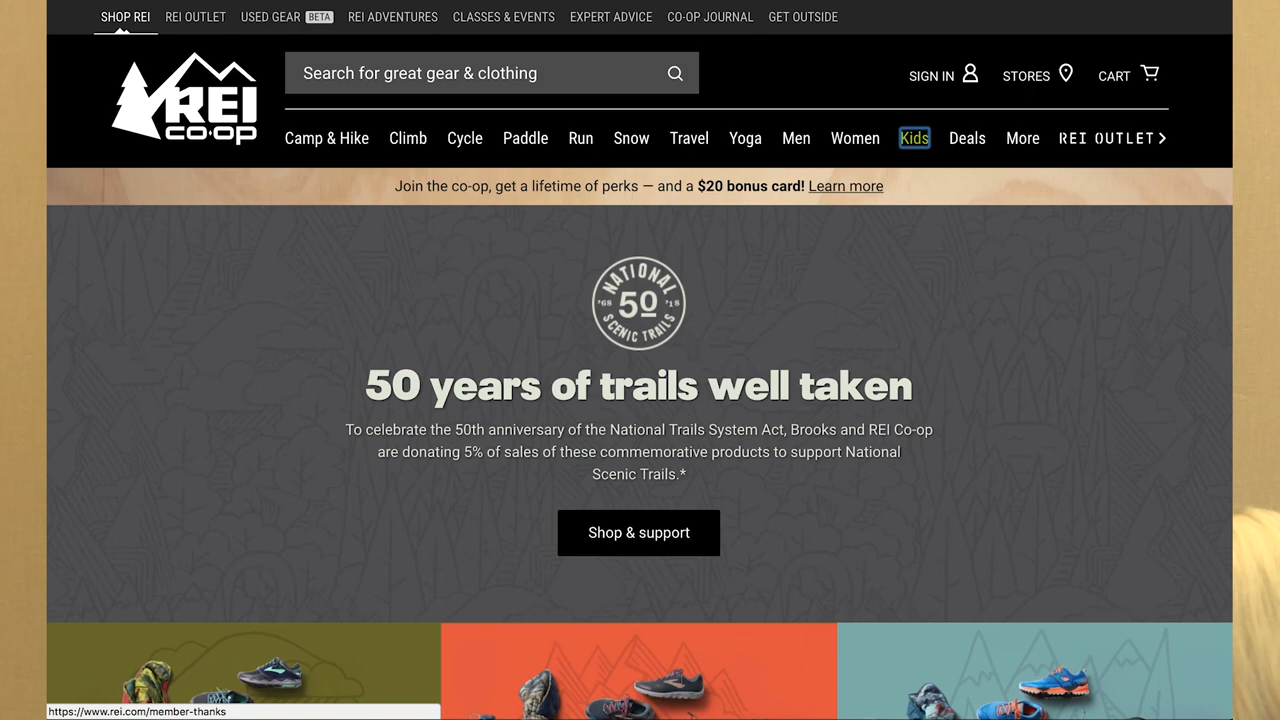 SHOP REI REI OUTLET USED GEAR BETA REI ADVENTURES CLASSES & EVENTS EXPERT ADVICE CO-OP JOURNAL GET OUTSIDE
REI
CO·OP
Search for great gear & clothing
SIGN IN STORES CART
Camp & Hike Climb Cycle Paddle Run Snow Travel Yoga Men Women Kids Deals More REI OUTLET
Join the co-op, get a lifetime of perks — and a $20 bonus card! Learn more
NATIONAL
'68 50 '18
SCENIC TRAILS
50 years of trails well taken
To celebrate the 50th anniversary of the National Trails System Act, Brooks and REI Co-op
are donating 5% of sales of these commemorative products to support National
Scenic Trails.*
Shop & support
https://www.rei.com/member-thanks